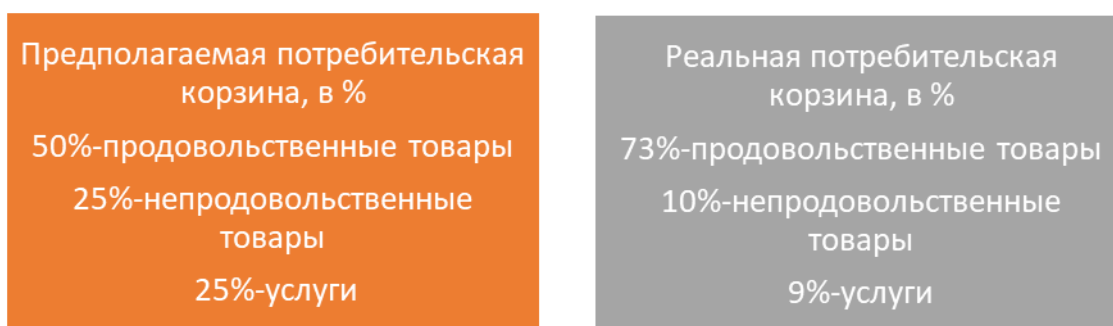 Предполагаемая потребительская
корзина, в %
50%-продовольственные товары
25%-непродовольственные
товары
25%-услуги
Реальная потребительская
корзина, в %
73%-продовольственные товары
10%-непродовольственные
товары
9%-услуги